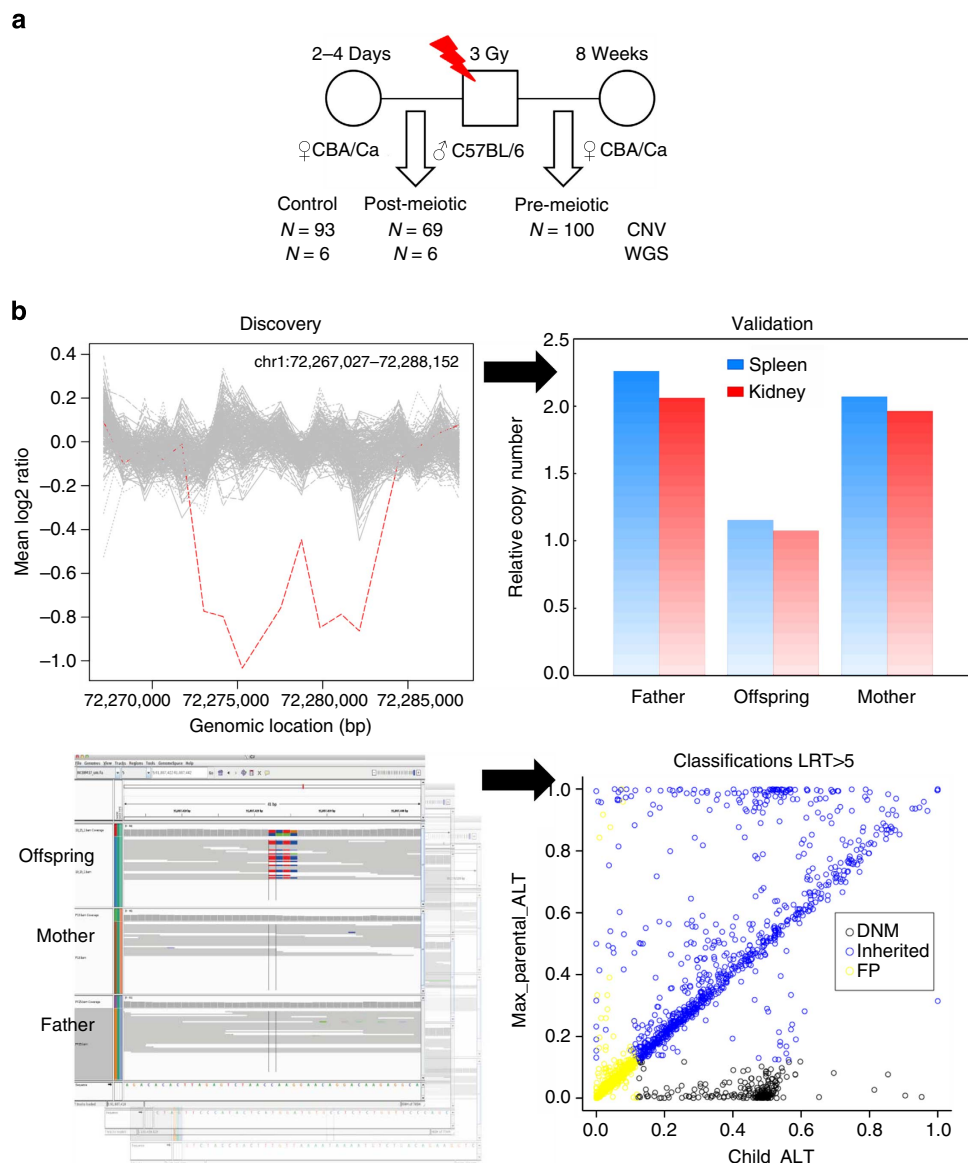 a
2–4 Days
3 Gy
8 Weeks
♀CBA/Ca
♂ C57BL/6
♀CBA/Ca
Control
Post-meiotic
Pre-meiotic
N = 93
N = 69
N = 100
CNV
N = 6
N = 6
WGS
b
Discovery
chr1:72,267,027–72,288,152
Mean log2 ratio
0.4
0.2
0.0
−0.2
−0.4
−0.6
−0.8
−1.0
72,270,000
72,275,000
72,280,000
72,285,000
Genomic location (bp)
Validation
Spleen
Kidney
Relative copy number
2.5
2.0
1.5
1.0
0.5
0.0
Father
Offspring
Mother
Offspring
Mother
Father
Classifications LRT>5
Max_parental_ALT
1.0
0.8
0.6
0.4
0.2
0.0
DNM
Inherited
FP
0.0
0.2
0.4
0.6
0.8
1.0
Child_ALT